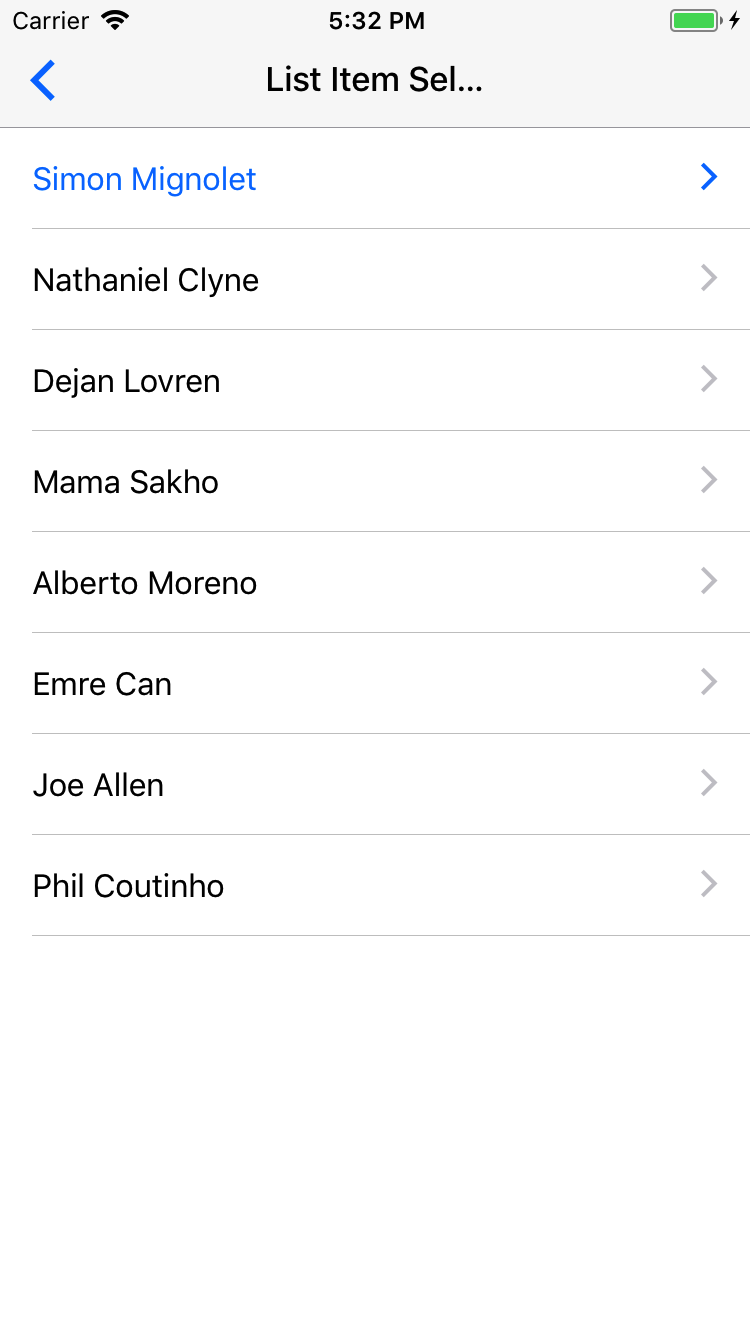 Carrier 5:32 PM
List Item Sel...
Simon Mignolet
Nathaniel Clyne
Dejan Lovren
Mama Sakho
Alberto Moreno
Emre Can
Joe Allen
Phil Coutinho